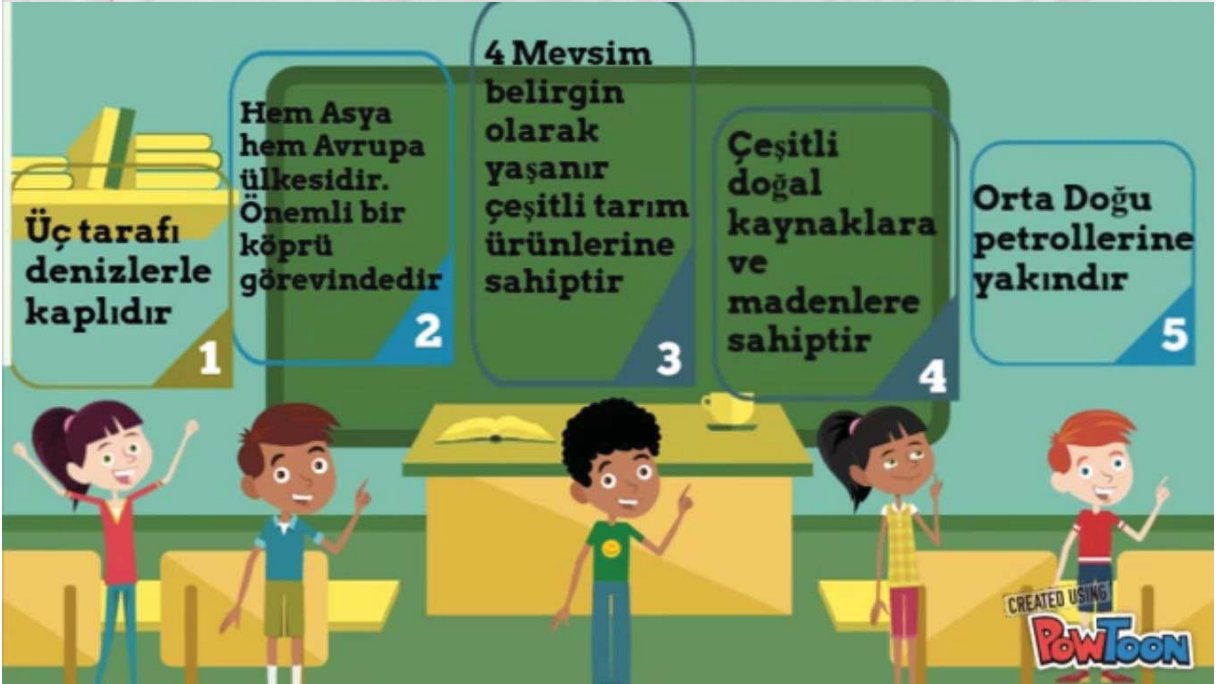 Üç tarafı
denizlerle
kaplıdır
1
Hem Asya
hem Avrupa
ülkesidir.
Önemli bir
köprü
görevindedir
2
4 Mevsim
belirgin
olarak
yaşanır
çeşitli tarım
ürünlerine
sahiptir
3
Çeşitli
doğal
kaynaklara
ve
madenlere
sahiptir
4
Orta Doğu
petrollerine
yakındır
5
CREATED USING
POWTOON